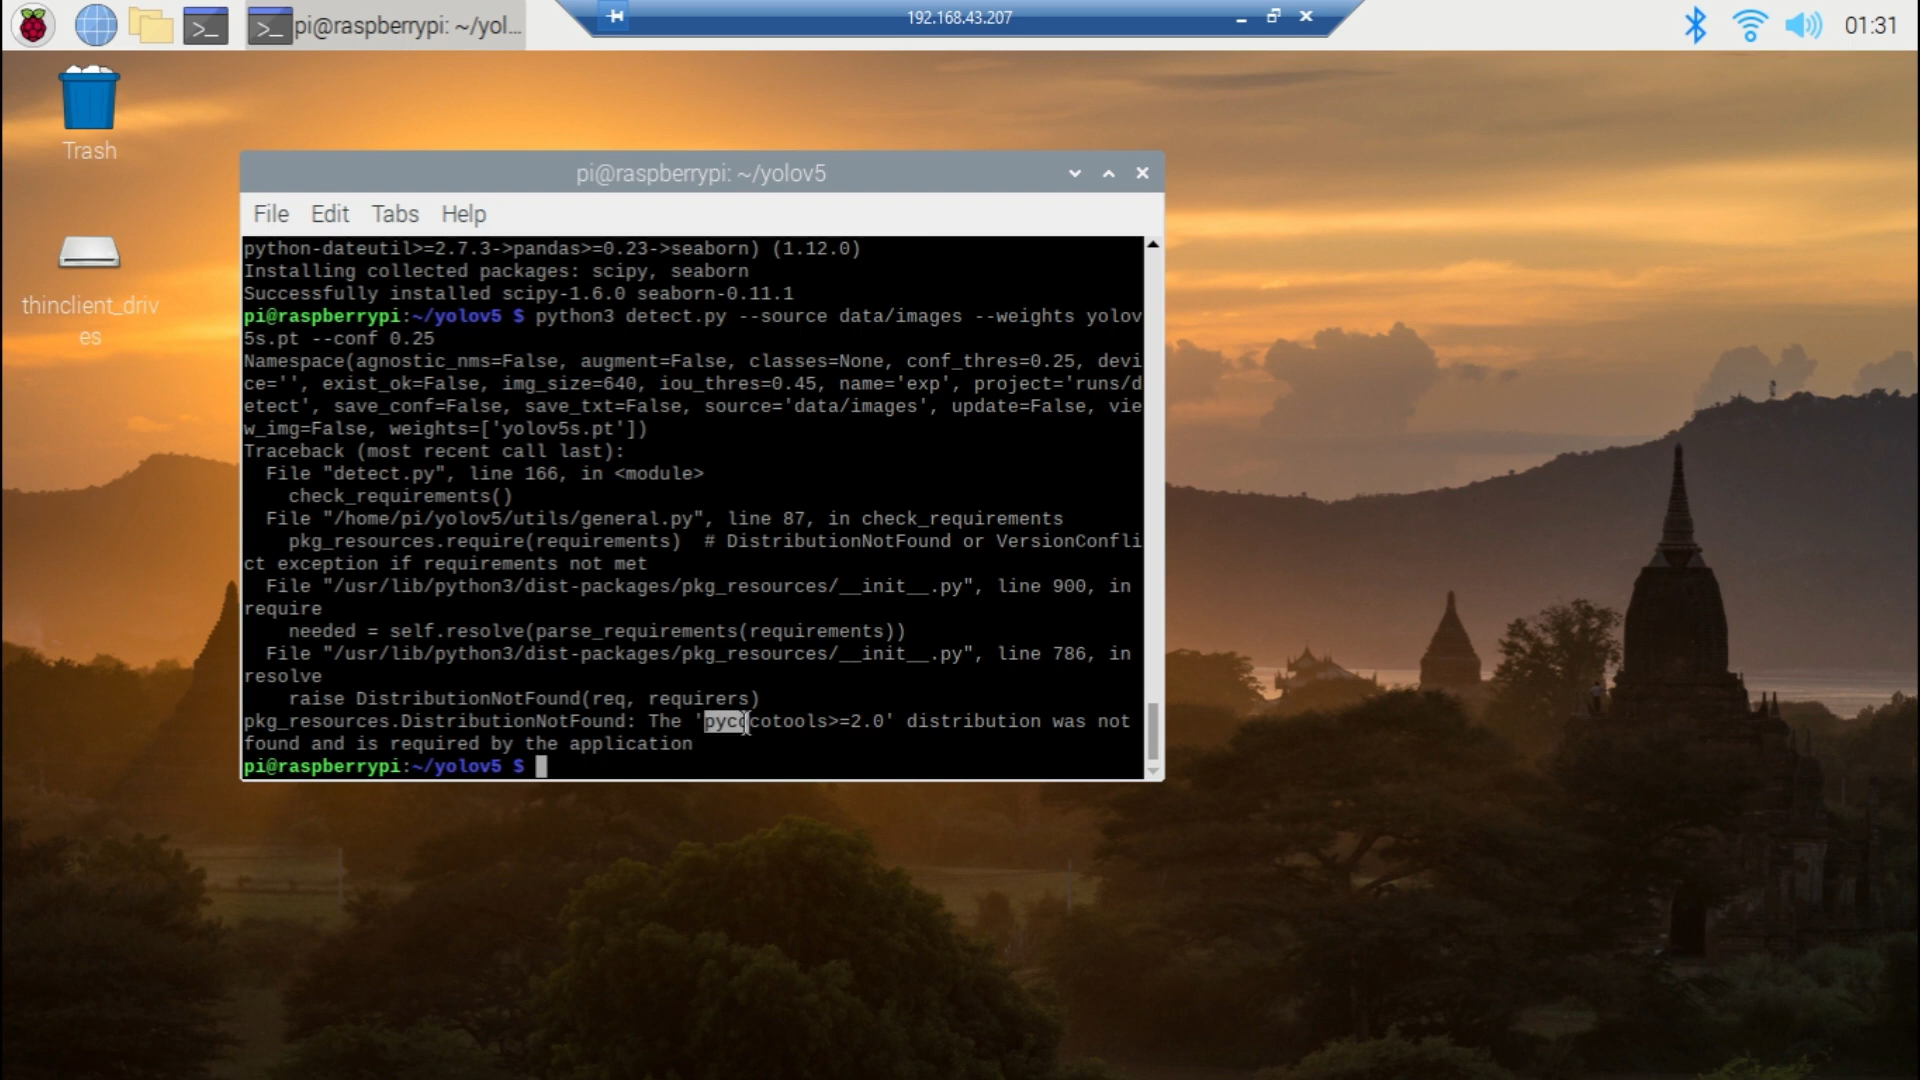 pi@raspberrypi: ~/yol...
192.168.43.207
01:31
Trash
thinclient_driv
es
pi@raspberrypi: ~/yolov5
File Edit Tabs Help
python-dateutil>=2.7.3->pandas>=0.23->seaborn) (1.12.0)
Installing collected packages: scipy, seaborn
Successfully installed scipy-1.6.0 seaborn-0.11.1
pi@raspberrypi:~/yolov5 $ python3 detect.py --source data/images --weights yolov
5s.pt --conf 0.25
Namespace(agnostic_nms=False, augment=False, classes=None, conf_thres=0.25, devi
ce='', exist_ok=False, img_size=640, iou_thres=0.45, name='exp', project='runs/d
etect', save_conf=False, save_txt=False, source='data/images', update=False, vie
w_img=False, weights=['yolov5s.pt'])
Traceback (most recent call last):
File "detect.py", line 166, in <module>
check_requirements()
File "/home/pi/yolov5/utils/general.py", line 87, in check_requirements
pkg_resources.require(requirements)  # DistributionNotFound or VersionConfli
ct exception if requirements not met
File "/usr/lib/python3/dist-packages/pkg_resources/__init__.py", line 900, in
require
needed = self.resolve(parse_requirements(requirements))
File "/usr/lib/python3/dist-packages/pkg_resources/__init__.py", line 786, in
resolve
raise DistributionNotFound(req, requirers)
pkg_resources.DistributionNotFound: The 'pycocotools>=2.0' distribution was not
found and is required by the application
pi@raspberrypi:~/yolov5 $